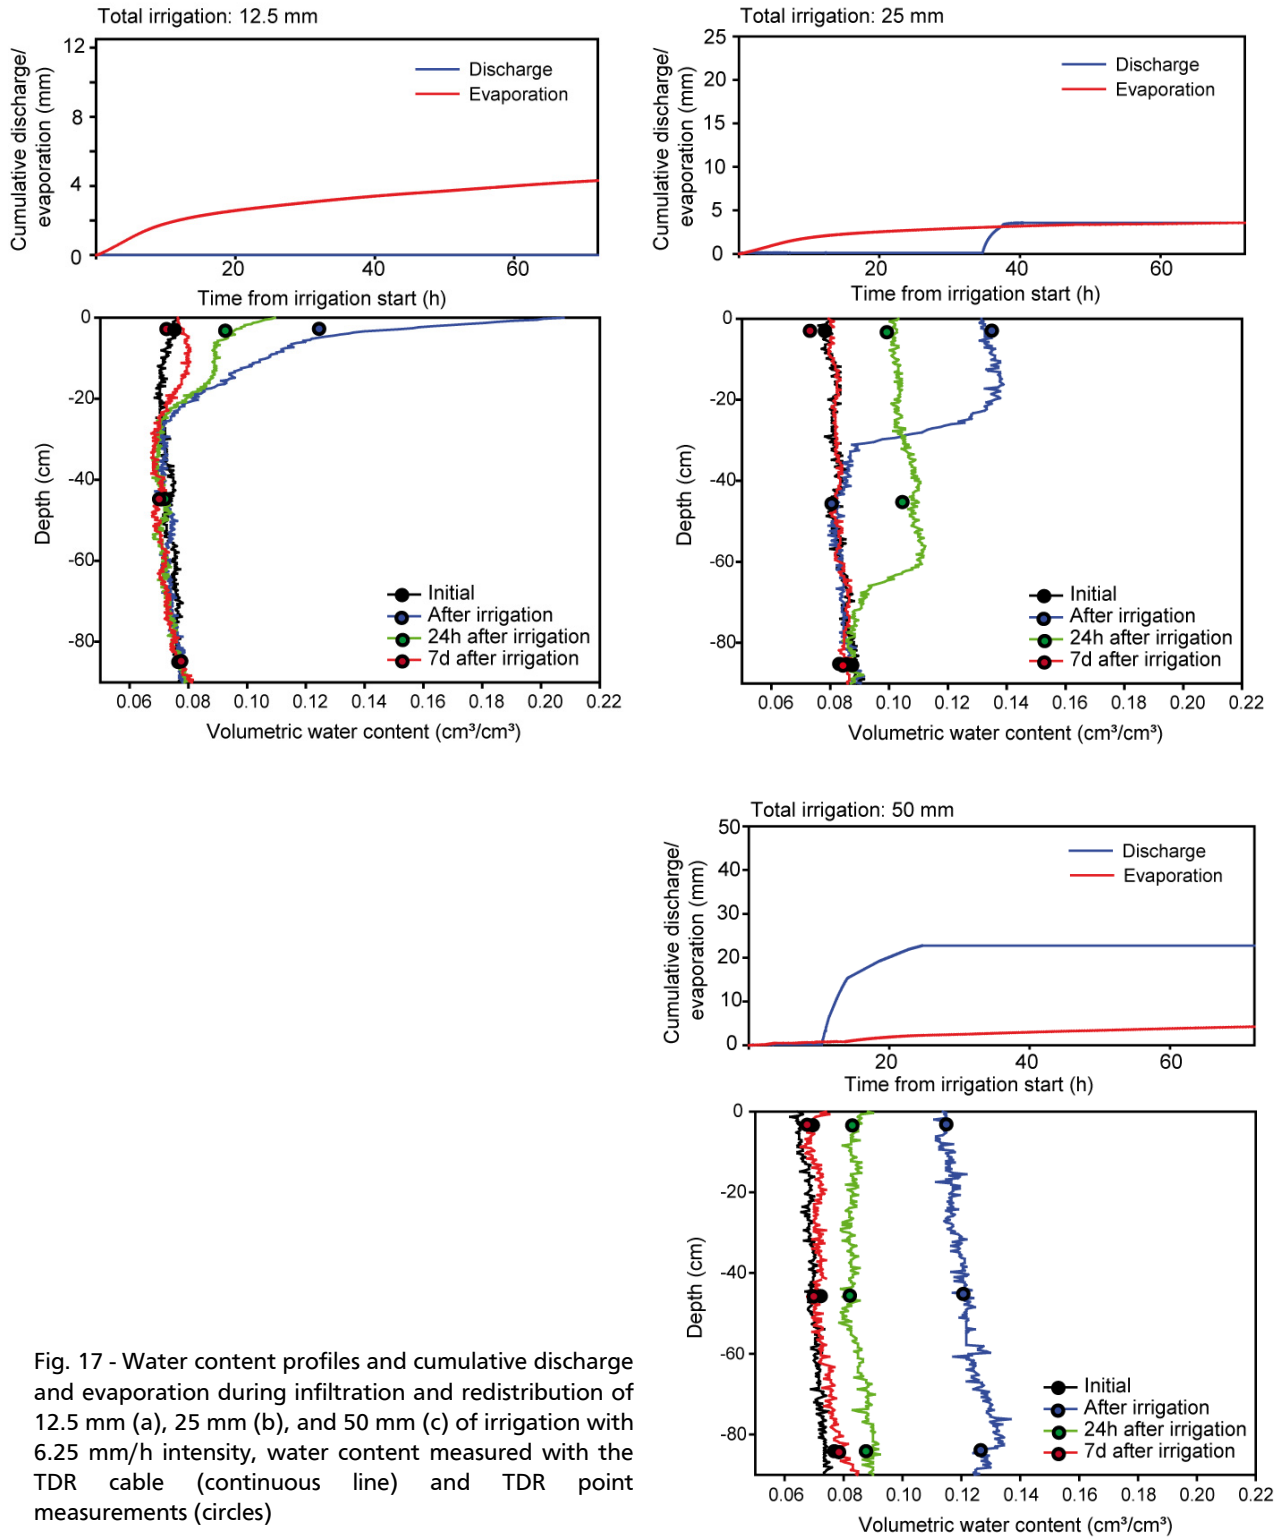 Total irrigation: 12.5 mm
Cumulative discharge/
evaporation (mm)
12
8
4
0
Discharge
Evaporation
20 40 60
Time from irrigation start (h)
0
-20
-40
-60
-80
Depth (cm)
Initial
After irrigation
24h after irrigation
7d after irrigation
0.06 0.08 0.10 0.12 0.14 0.16 0.18 0.20 0.22
Volumetric water content (cm³/cm³)
Total irrigation: 25 mm
Cumulative discharge/
evaporation (mm)
25
20
15
10
5
0
Discharge
Evaporation
20 40 60
Time from irrigation start (h)
0
-20
-40
-60
-80
Depth (cm)
Initial
After irrigation
24h after irrigation
7d after irrigation
0.06 0.08 0.10 0.12 0.14 0.16 0.18 0.20 0.22
Volumetric water content (cm³/cm³)
Total irrigation: 50 mm
Cumulative discharge/
evaporation (mm)
50
40
30
20
10
0
Discharge
Evaporation
20 40 60
Time from irrigation start (h)
0
-20
-40
-60
-80
Depth (cm)
Initial
After irrigation
24h after irrigation
7d after irrigation
0.06 0.08 0.10 0.12 0.14 0.16 0.18 0.20 0.22
Volumetric water content (cm³/cm³)
Fig. 17 - Water content profiles and cumulative discharge
and evaporation during infiltration and redistribution of
12.5 mm (a), 25 mm (b), and 50 mm (c) of irrigation with
6.25 mm/h intensity, water content measured with the
TDR cable (continuous line) and TDR point
measurements (circles)